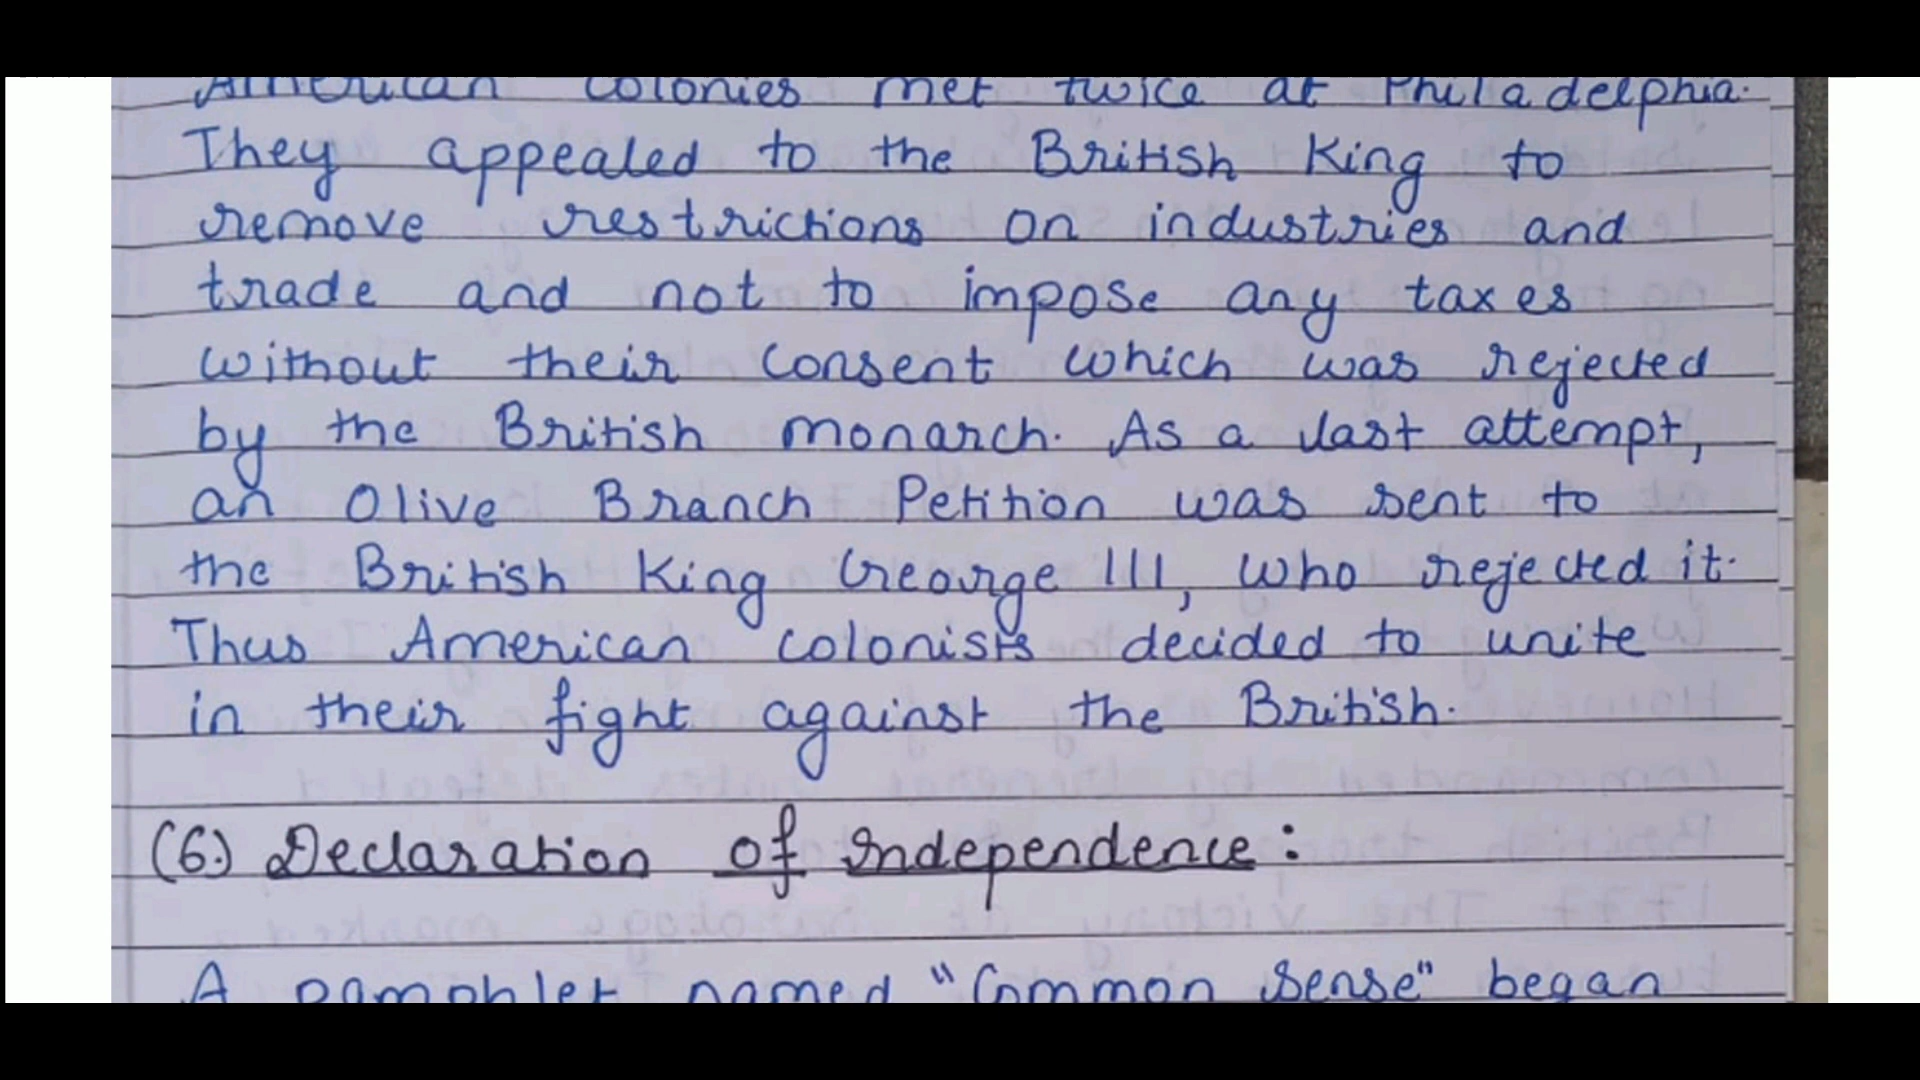 American colonies met twice at Philadelphia.
They appealed to the British King to
remove restrictions on industries and
trade and not to impose any taxes
without their consent which was rejected
by the British monarch. As a last attempt,
an Olive Branch Petition was sent to
the British King George III, who rejected it.
Thus American colonists decided to unite
in their fight against the British.
(6.) Declaration of Independence:
A pamphlet named "Common Sense" began